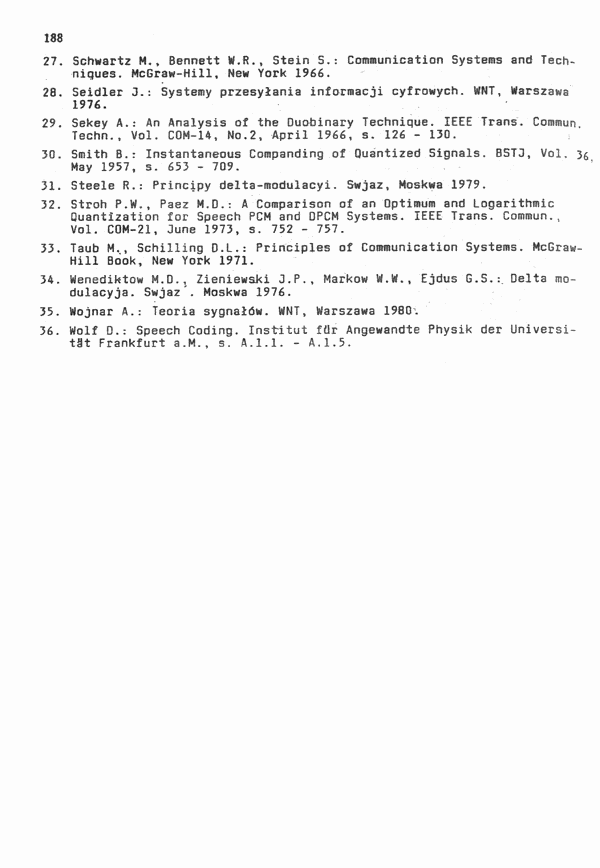 188
27. Schwartz M., Bennett W.R., Stein S.: Communication Systems and Tech-
niques. McGraw-Hill, New York 1966.
28. Seidler J.: Systemy przesyłania informacji cyfrowych. WNT, Warszawa
1976.
29. Sekey A.: An Analysis of the Duobinary Technique. IEEE Trans. Commun.
Techn., Vol. COM-14, No.2, April 1966, s. 126 - 130.
30. Smith B.: Instantaneous Companding of Quantized Signals. BSTJ, Vol. 36,
May 1957, s. 653 - 709.
31. Steele R.: Principy delta-modulacyi. Swjaz, Moskwa 1979.
32. Stroh P.W., Paez M.D.: A Comparison of an Optimum and Logarithmic
Quantization for Speech PCM and DPCM Systems. IEEE Trans. Commun.,
Vol. COM-21, June 1973, s. 752 - 757.
33. Taub M., Schilling D.L.: Principles of Communication Systems. McGraw-
Hill Book, New York 1971.
34. Wenediktow M.D., Zieniewski J.P., Markow W.W., Ejdus G.S.: Delta mo-
dulacyja. Swjaz . Moskwa 1976.
35. Wojnar A.: Teoria sygnałów. WNT, Warszawa 1980.
36. Wolf D.: Speech Coding. Institut für Angewandte Physik der Universi-
tät Frankfurt a.M., s. A.1.1. - A.1.5.